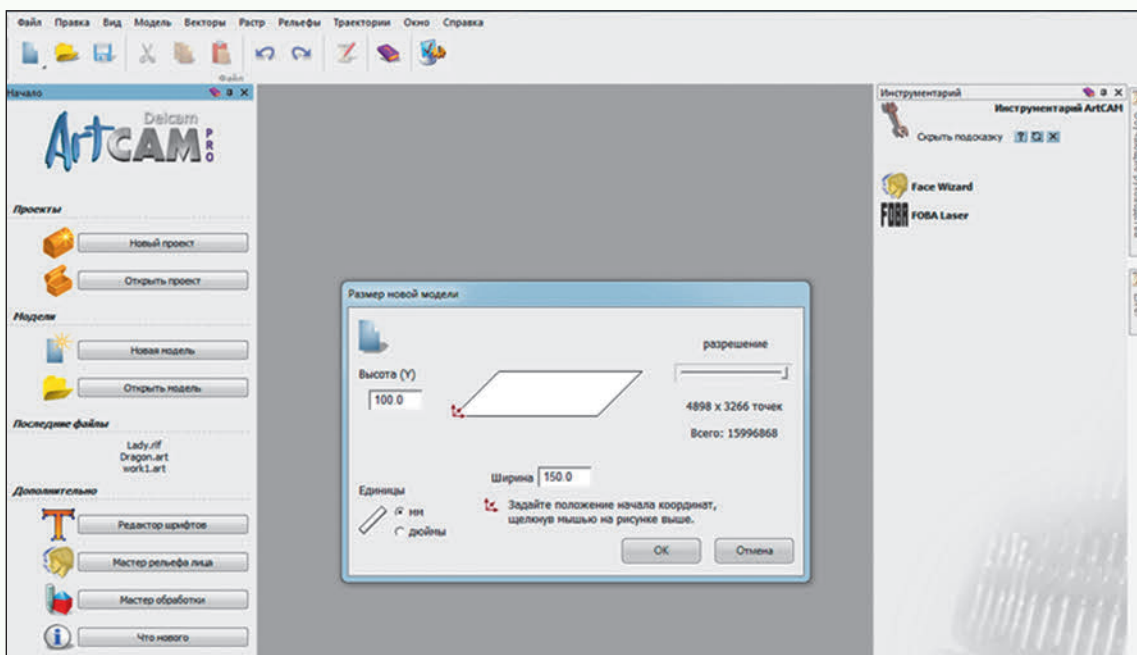 Файл Правка Вид Модель Векторы Растр Рельефы Траектории Окно Справка
Файл
Начало
Delcam
ArtCAM PRO
Проекты
Новый проект
Открыть проект
Модели
Новая модель
Открыть модель
Последние файлы
Lady.rlf
Dragon.art
work1.art
Дополнительно
Редактор шрифтов
Мастер рельефа лица
Мастер обработки
Что нового
Размер новой модели
разрешение
Высота (Y)
100.0
4898 x 3266 точек
Всего: 15996868
Ширина 150.0
Единицы
мм
дюймы
Задайте положение начала координат,
щелкнув мышью на рисунке выше.
OK Отмена
Инструментарий
Инструментарий ArtCAM
Скрыть подсказку
Face Wizard
FOBA FOBA Laser